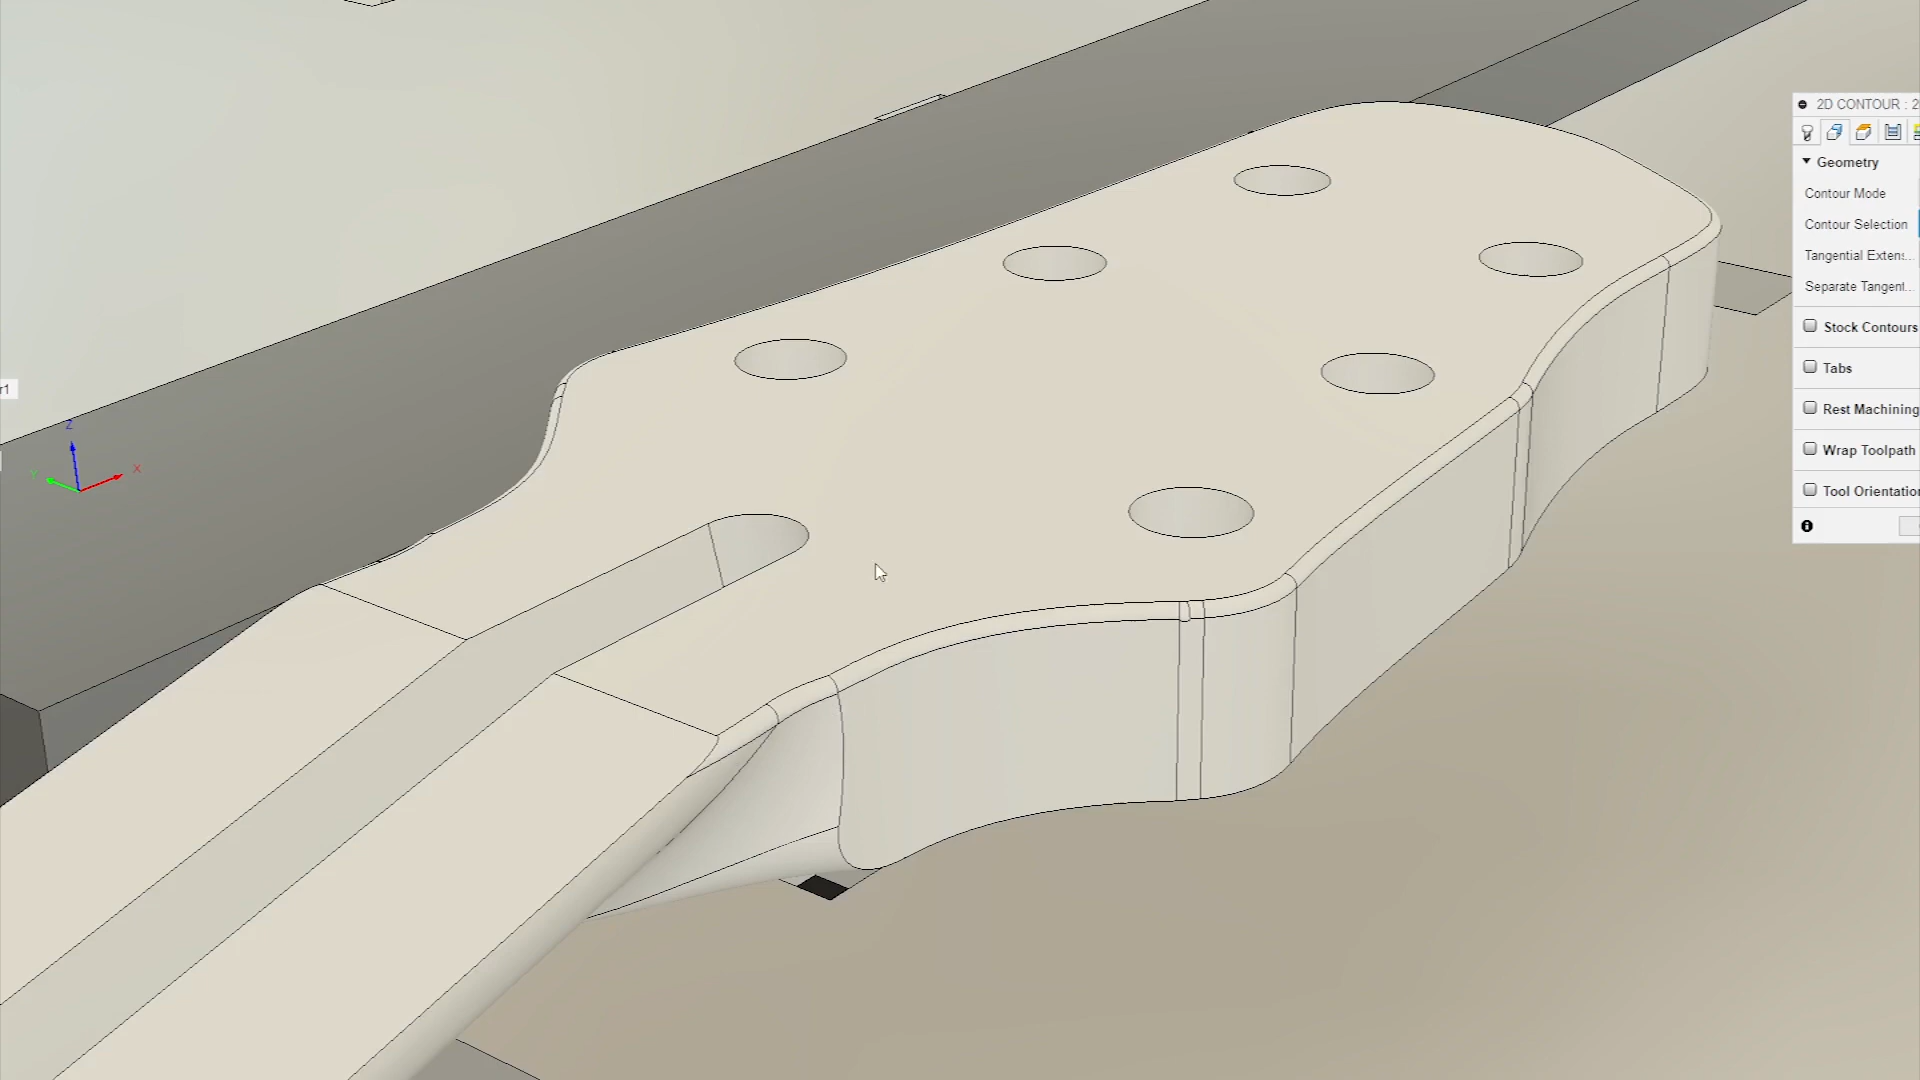 2D CONTOUR : 2
Geometry
Contour Mode
Contour Selection
Tangential Extens...
Separate Tangent...
Stock Contours
Tabs
Rest Machining
Wrap Toolpath
Tool Orientation
r1
Z
X
Y